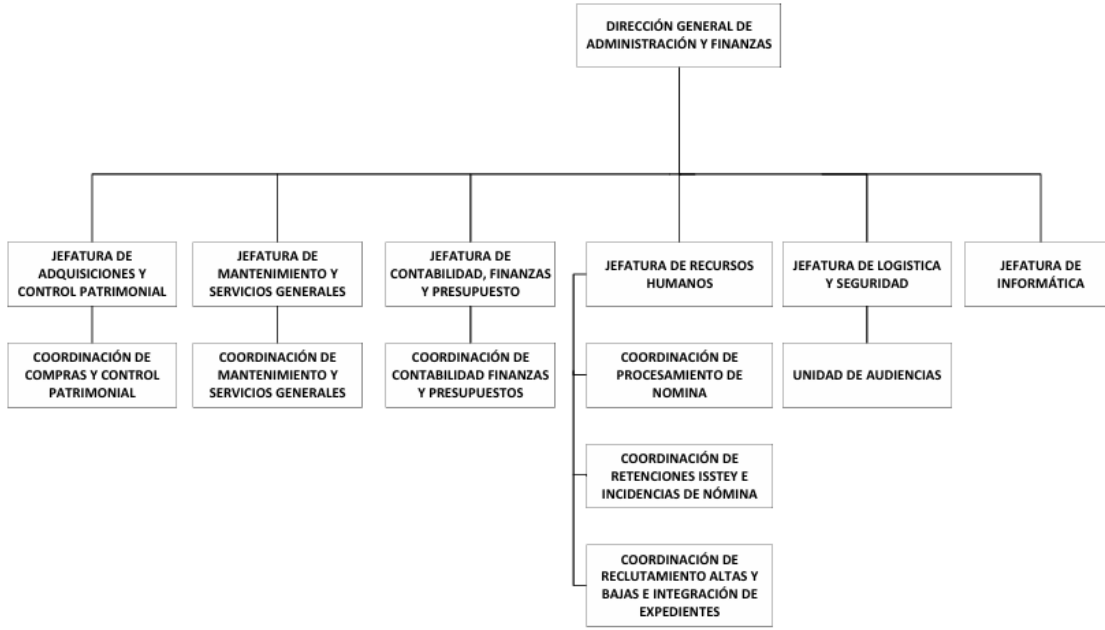 DIRECCIÓN GENERAL DE
ADMINISTRACIÓN Y FINANZAS
JEFATURA DE
ADQUISICIONES Y
CONTROL PATRIMONIAL
JEFATURA DE
MANTENIMIENTO Y
SERVICIOS GENERALES
JEFATURA DE
CONTABILIDAD, FINANZAS
Y PRESUPUESTO
JEFATURA DE RECURSOS
HUMANOS
JEFATURA DE LOGISTICA
Y SEGURIDAD
JEFATURA DE
INFORMÁTICA
COORDINACIÓN DE
COMPRAS Y CONTROL
PATRIMONIAL
COORDINACIÓN DE
MANTENIMIENTO Y
SERVICIOS GENERALES
COORDINACIÓN DE
CONTABILIDAD FINANZAS
Y PRESUPUESTOS
COORDINACIÓN DE
PROCESAMIENTO DE
NOMINA
UNIDAD DE AUDIENCIAS
COORDINACIÓN DE
RETENCIONES ISSTEY E
INCIDENCIAS DE NÓMINA
COORDINACIÓN DE
RECLUTAMIENTO ALTAS Y
BAJAS E INTEGRACIÓN DE
EXPEDIENTES